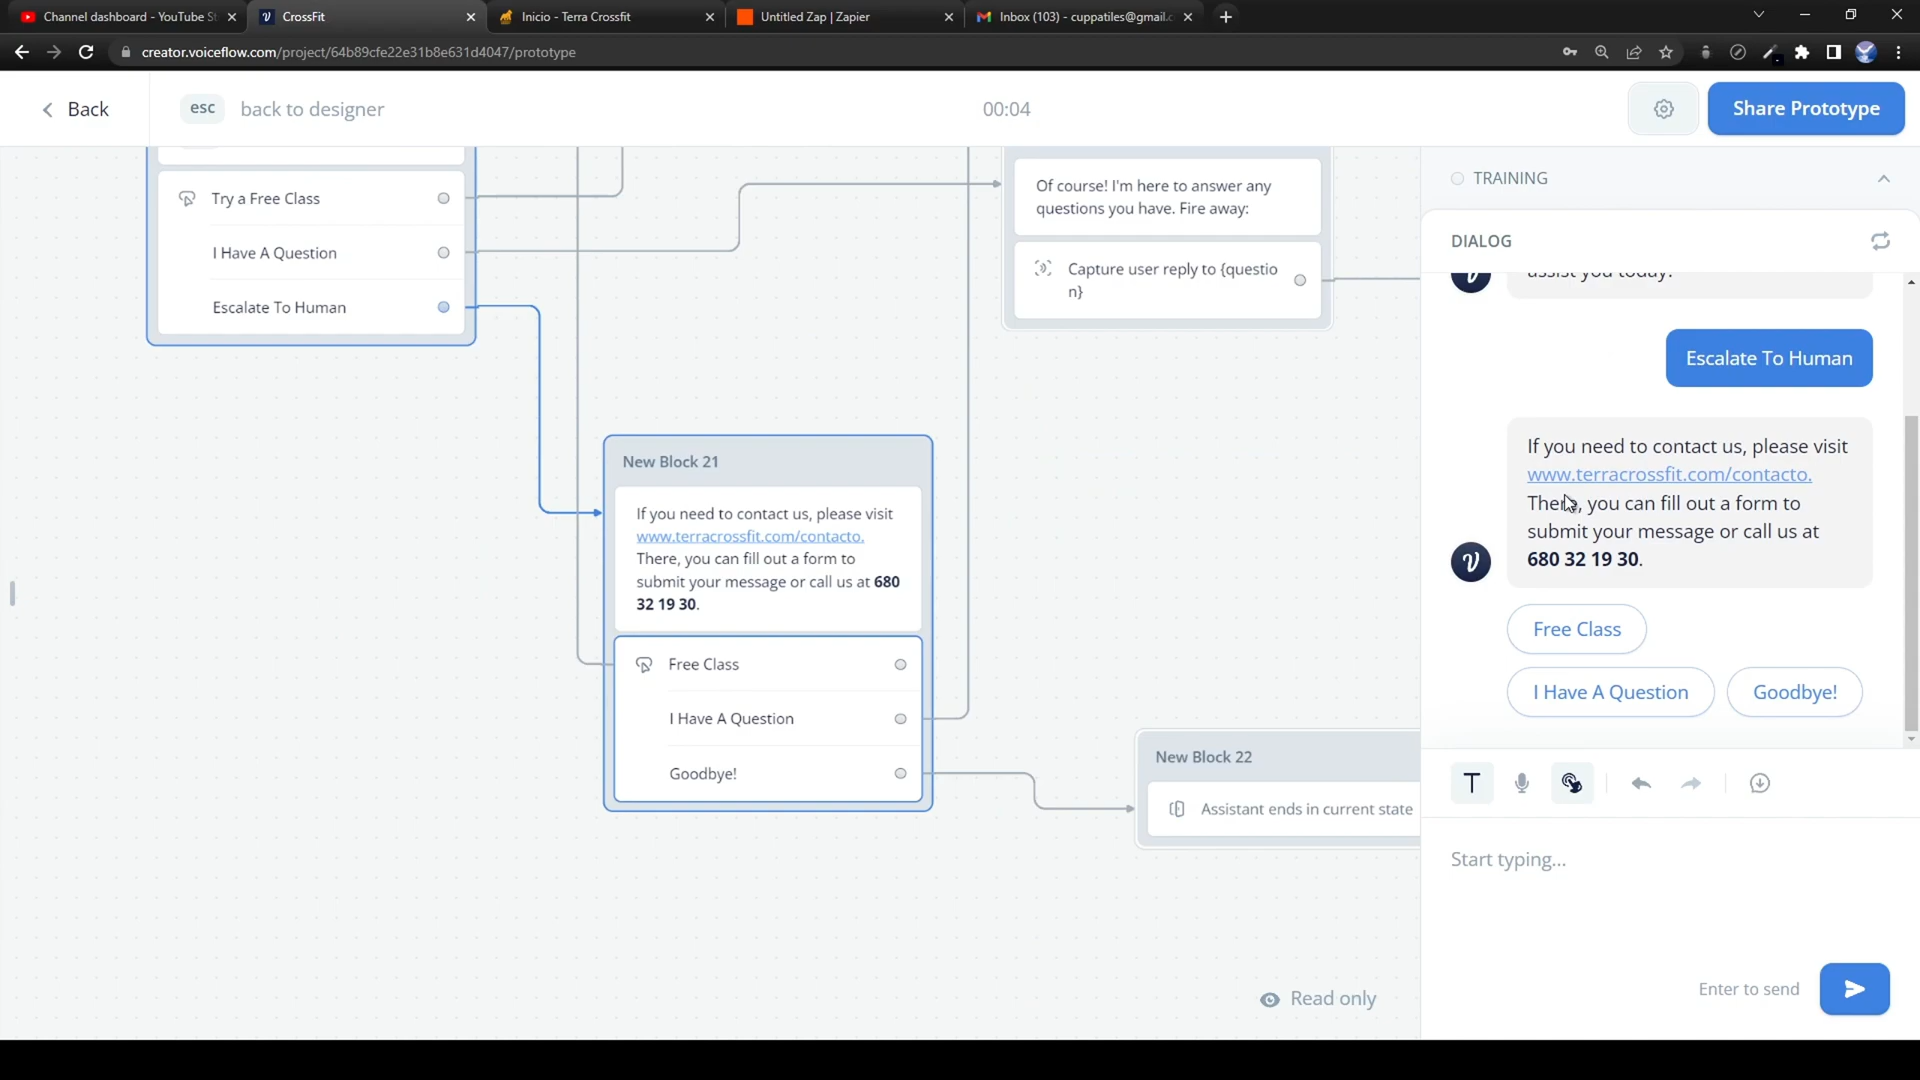 Channel dashboard - YouTube St
CrossFit
Inicio - Terra Crossfit
Untitled Zap | Zapier
Inbox (103) - cuppatiles@gmail.c
creator.voiceflow.com/project/64b89cfe22e31b8e631d4047/prototype
Back
esc
back to designer
00:04
Share Prototype
Try a Free Class
I Have A Question
Escalate To Human
Of course! I'm here to answer any
questions you have. Fire away:
Capture user reply to {questio
n}
New Block 21
If you need to contact us, please visit
www.terracrossfit.com/contacto.
There, you can fill out a form to
submit your message or call us at 680
32 19 30.
Free Class
I Have A Question
Goodbye!
New Block 22
Assistant ends in current state
Read only
TRAINING
DIALOG
assist you today?
Escalate To Human
If you need to contact us, please visit
www.terracrossfit.com/contacto.
There, you can fill out a form to
submit your message or call us at
680 32 19 30.
Free Class
I Have A Question
Goodbye!
Start typing...
Enter to send